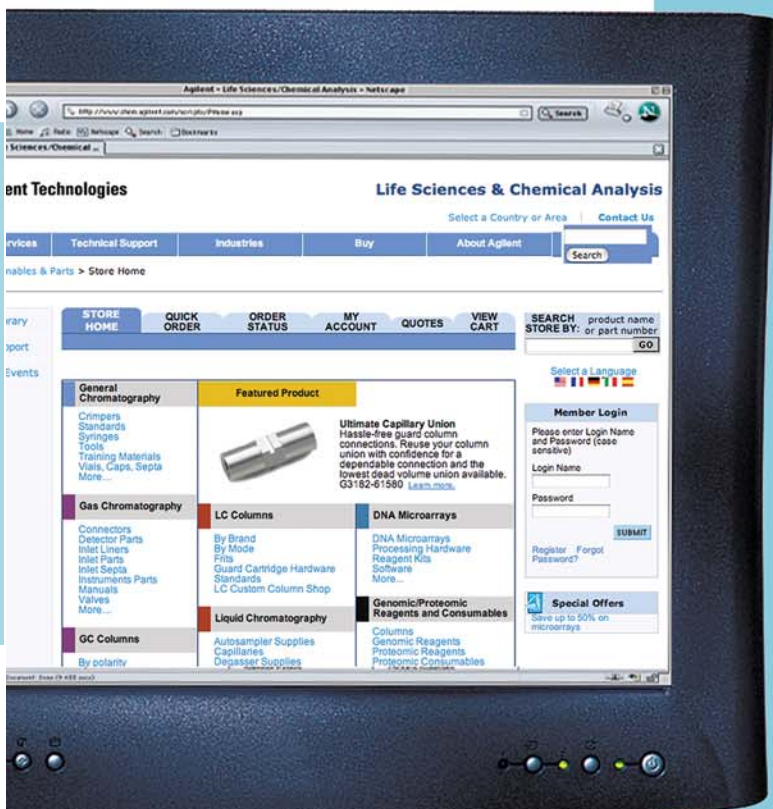 Agilent - Life Sciences/Chemical Analysis - Netscape
Search
N
Home Radio Netscape Search Bookmarks
Sciences/Chemical
ent Technologies
Life Sciences & Chemical Analysis
Select a Country or Area | Contact Us
rvices Technical Support Industries Buy About Agilent
Search
nables & Parts > Store Home
rary
pport
Events
STORE HOME
QUICK ORDER
ORDER STATUS
MY ACCOUNT
QUOTES
VIEW CART
SEARCH STORE BY:
product name or part number
GO
Select a Language
General
Chromatography
Crimpers
Standards
Syringes
Tools
Training Materials
Vials, Caps, Septa
More...
Gas Chromatography
Connectors
Detector Parts
Inlet Liners
Inlet Parts
Inlet Septa
Instruments Parts
Manuals
Valves
More...
GC Columns
By polarity
Featured Product
Ultimate Capillary Union
Hassle-free guard column
connections. Reuse your column
union with confidence for a
dependable connection and the
lowest dead volume union available.
G3182-61580 Learn more.
LC Columns
By Brand
By Mode
Frits
Guard Cartridge Hardware
Standards
LC Custom Column Shop
Liquid Chromatography
Autosampler Supplies
Capillaries
Degasser Supplies
DNA Microarrays
DNA Microarrays
Processing Hardware
Reagent Kits
Software
More...
Genomic/Proteomic
Reagents and Consumables
Columns
Genomic Reagents
Proteomic Reagents
Proteomic Consumables
Member Login
Please enter Login Name
and Password (case
sensitive)
Login Name
Password
SUBMIT
Register Forgot
Password?
Special Offers
Save up to 50% on
microarrays